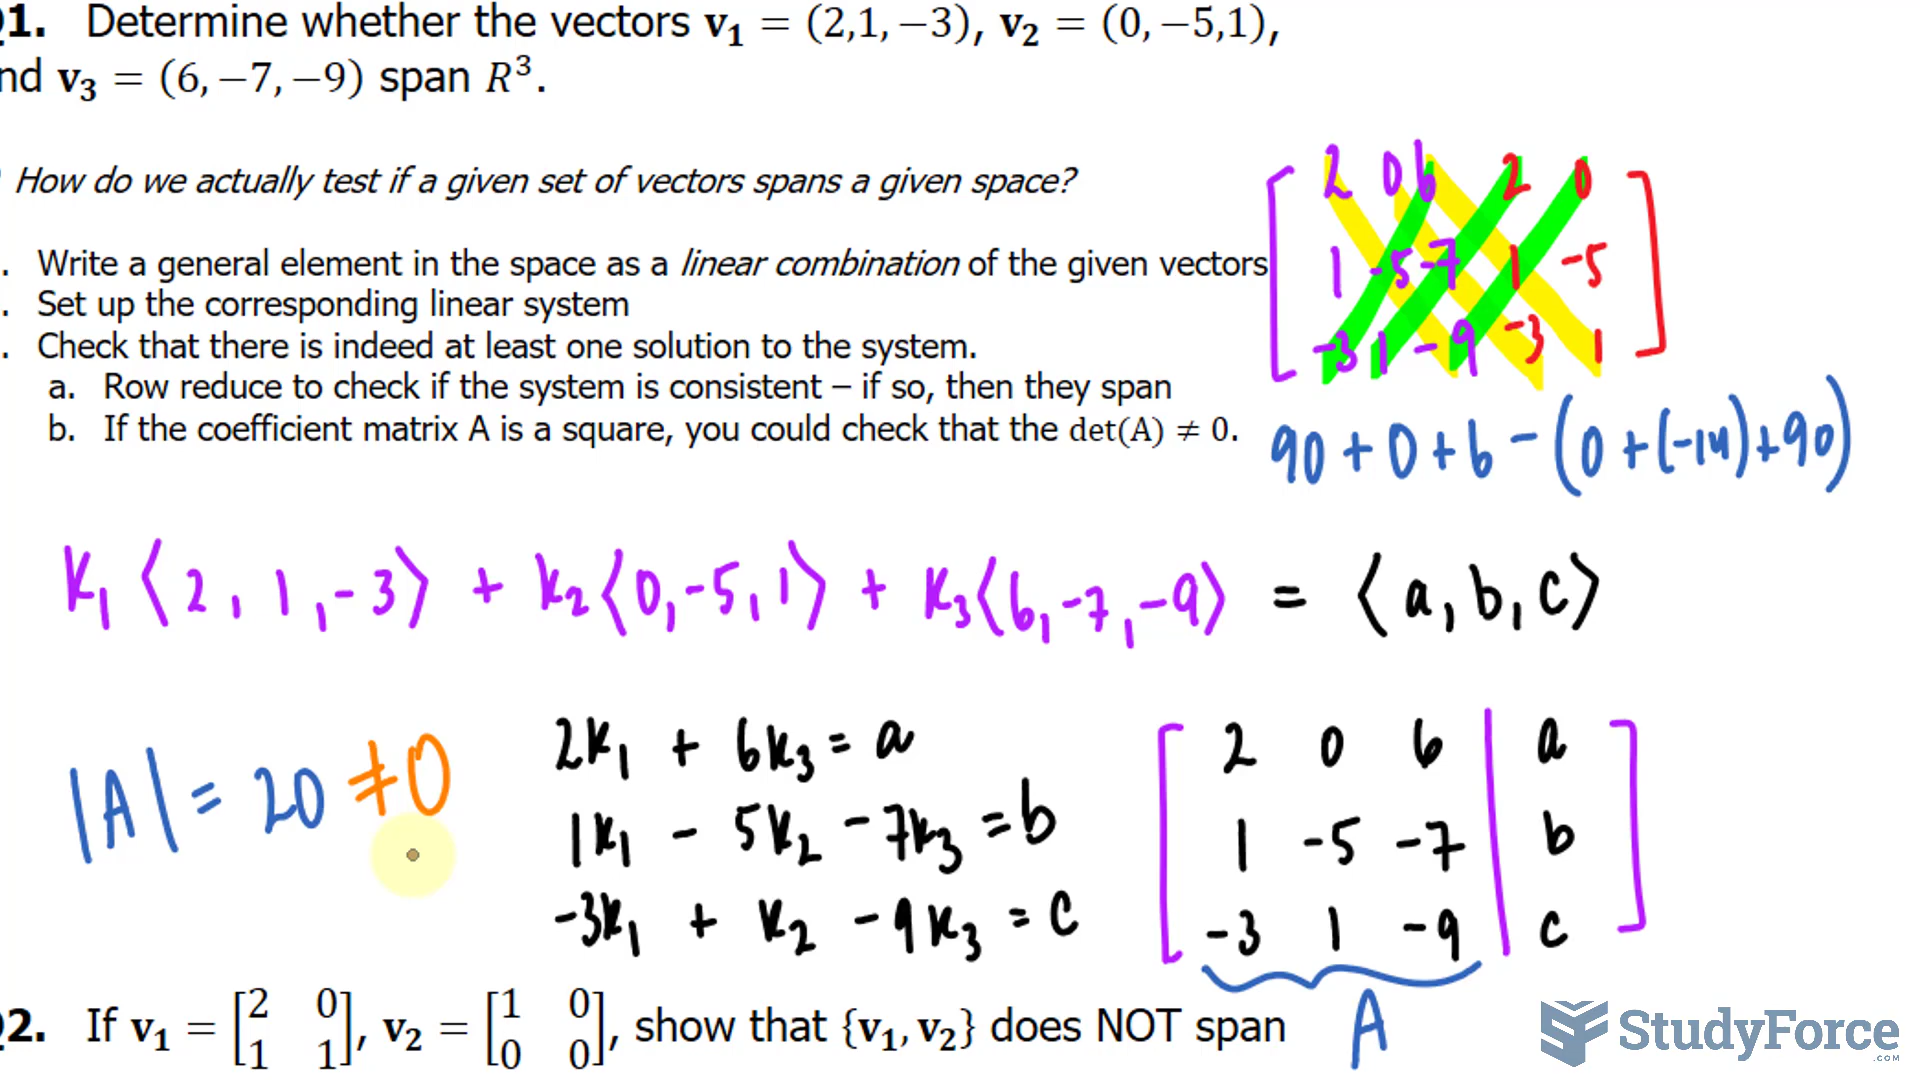 1. Determine whether the vectors v₁ = (2,1,−3), v₂ = (0,−5,1),
nd v₃ = (6,−7,−9) span R³.
How do we actually test if a given set of vectors spans a given space?
. Write a general element in the space as a linear combination of the given vectors
. Set up the corresponding linear system
. Check that there is indeed at least one solution to the system.
a. Row reduce to check if the system is consistent – if so, then they span
b. If the coefficient matrix A is a square, you could check that the det(A) ≠ 0.
2 0 6 2 0
1 -5 -7 1 -5
-3 1 -9 -3 1
90 + 0 + 6 - (0 + (-14) + 90)
k₁⟨2, 1, -3⟩ + k₂⟨0, -5, 1⟩ + k₃⟨6, -7, -9⟩ = ⟨a, b, c⟩
|A| = 20 ≠ 0
2k₁ + 6k₃ = a
1k₁ - 5k₂ - 7k₃ = b
-3k₁ + k₂ - 9k₃ = c
2 0 6 | a
1 -5 -7 | b
-3 1 -9 | c
A
2. If v₁ = [2 0; 1 1], v₂ = [1 0; 0 0], show that {v₁, v₂} does NOT span
StudyForce
.COM